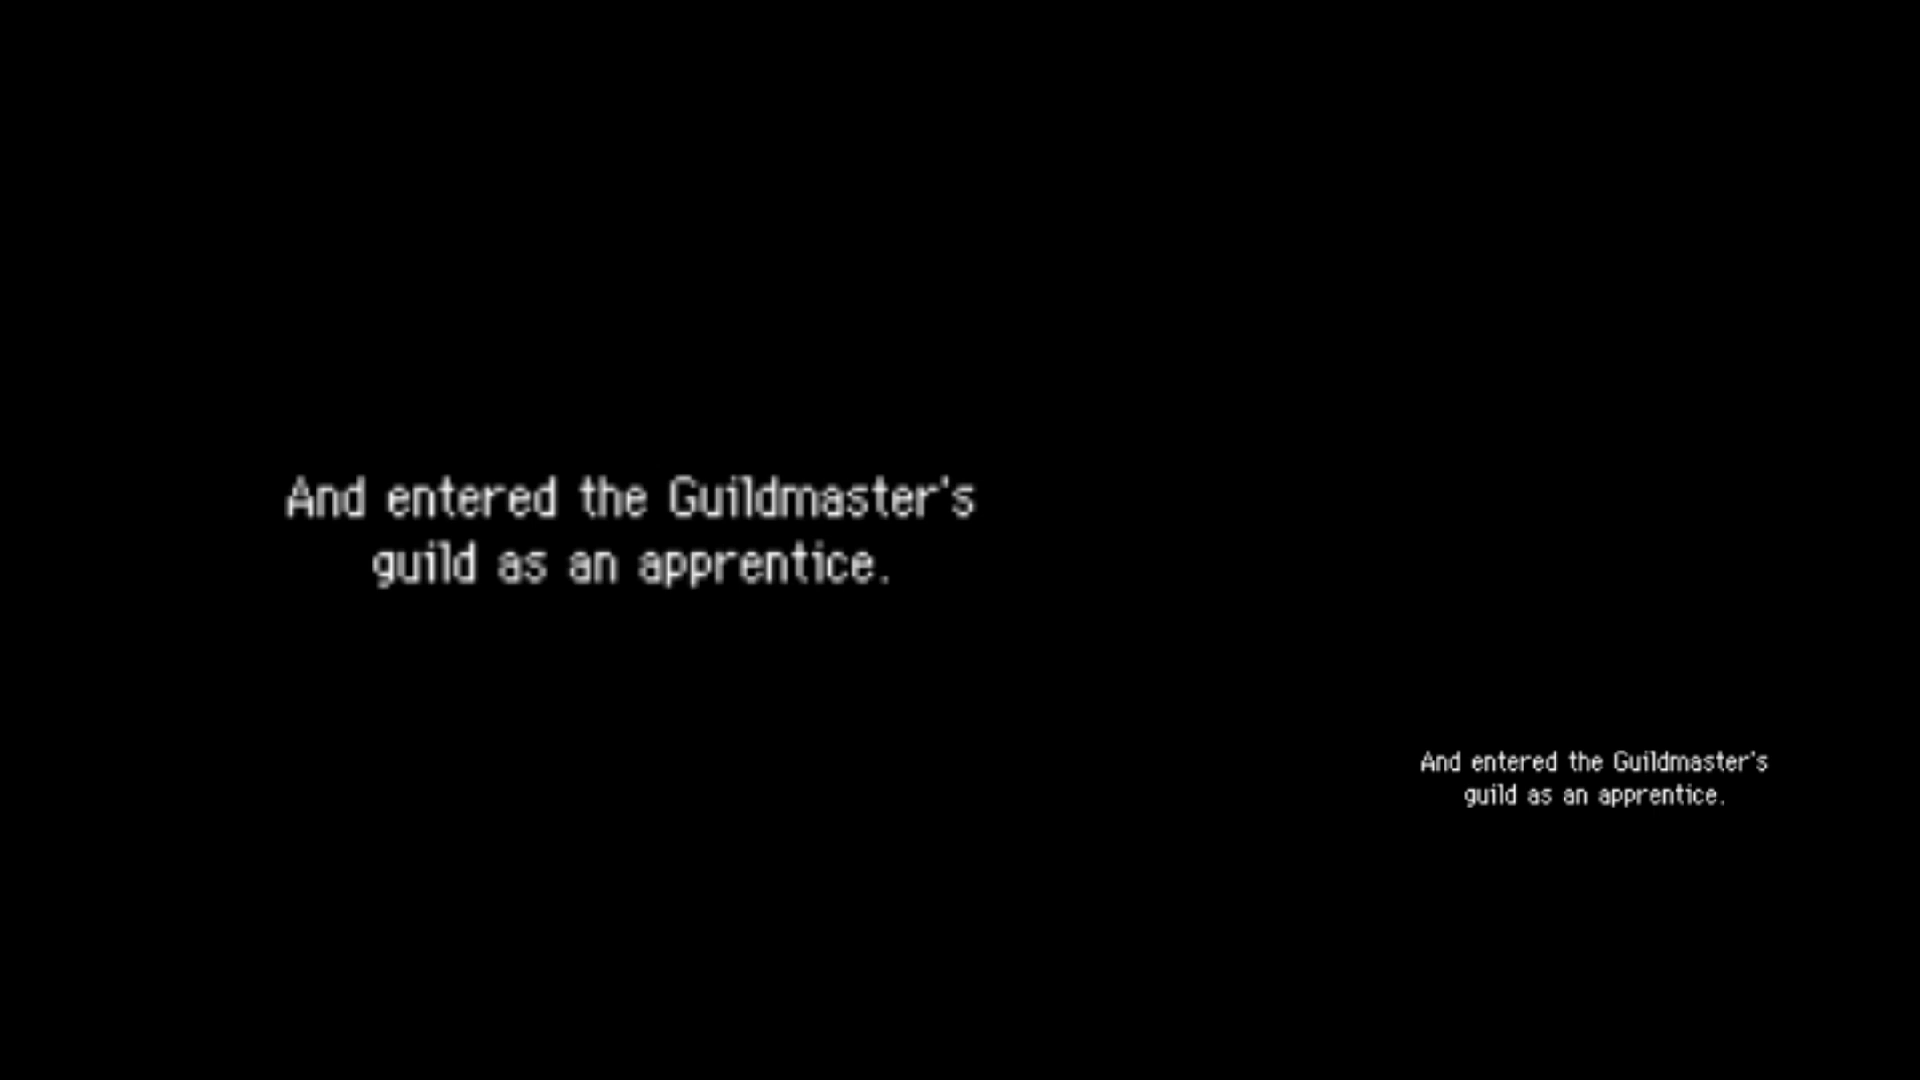 And entered the Guildmaster's
guild as an apprentice.
And entered the Guildmaster's
guild as an apprentice.